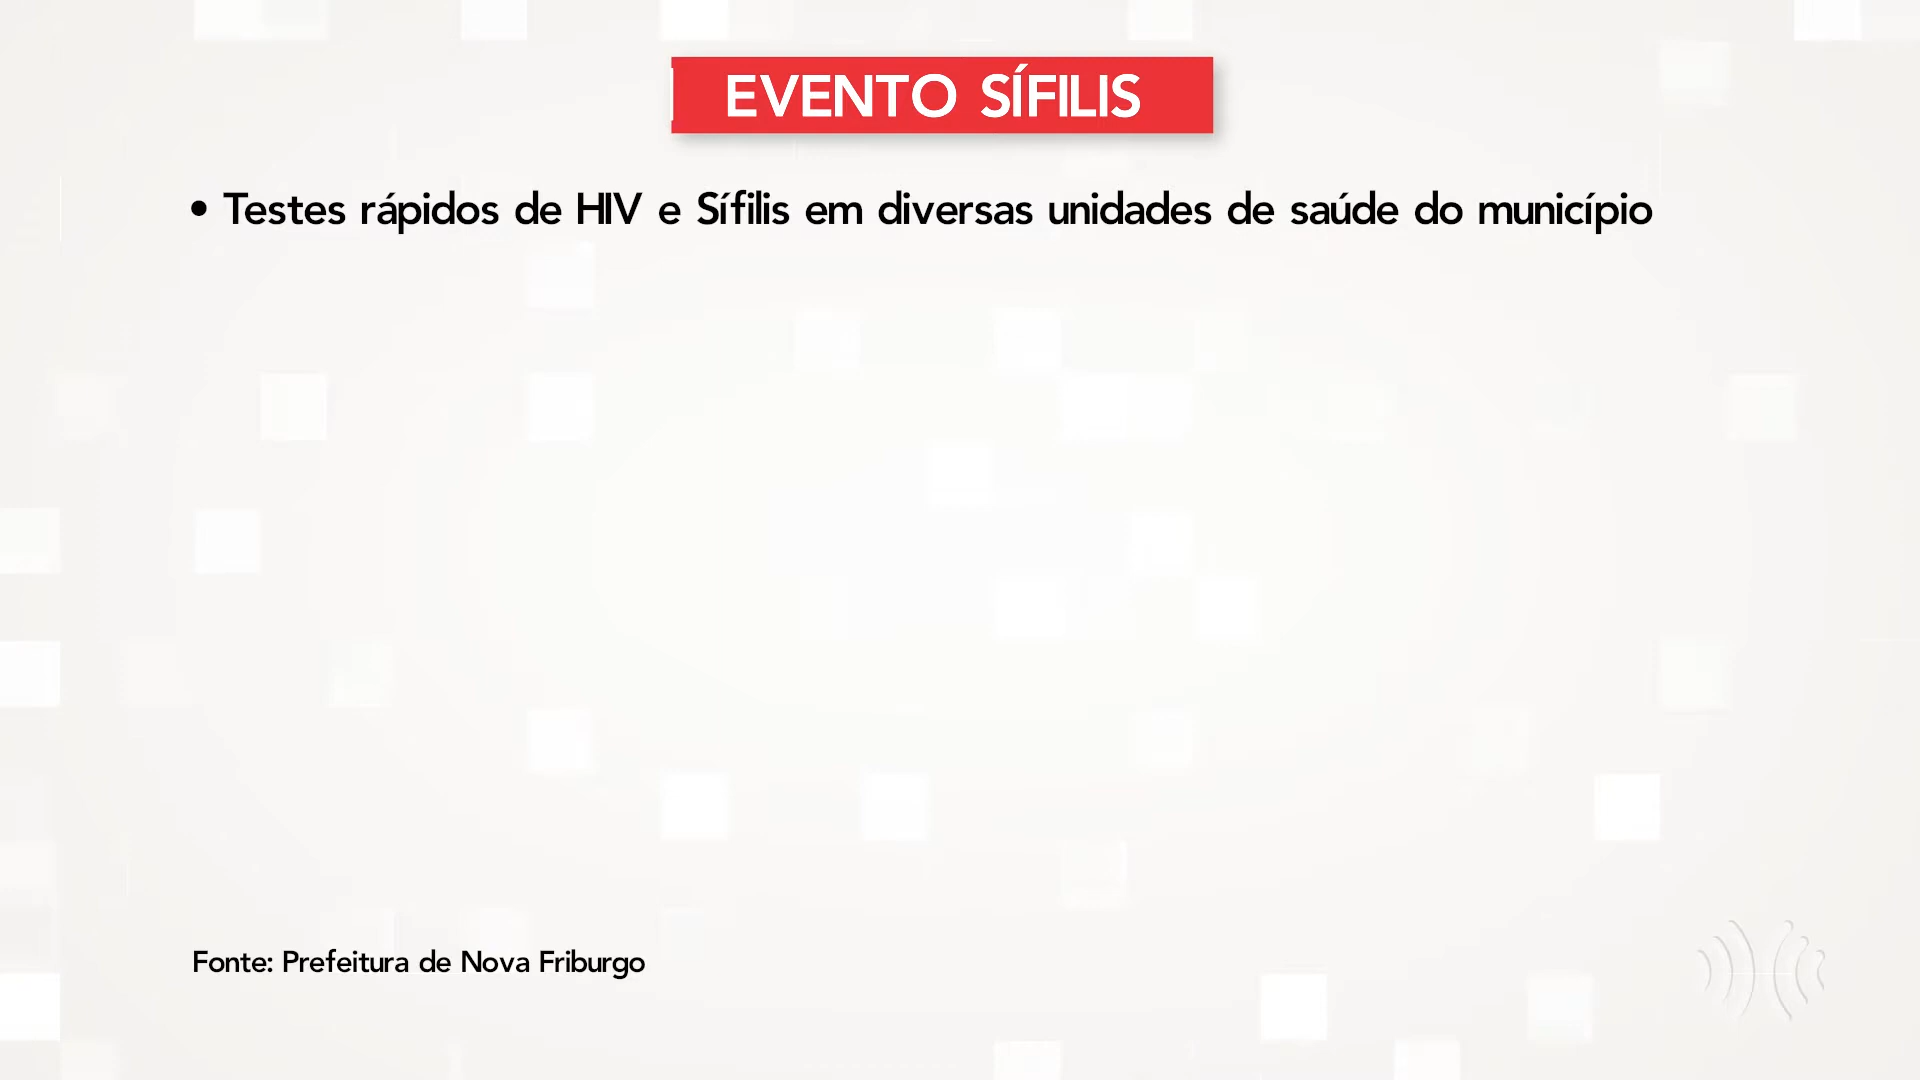 EVENTO SÍFILIS
• Testes rápidos de HIV e Sífilis em diversas unidades de saúde do município
Fonte: Prefeitura de Nova Friburgo